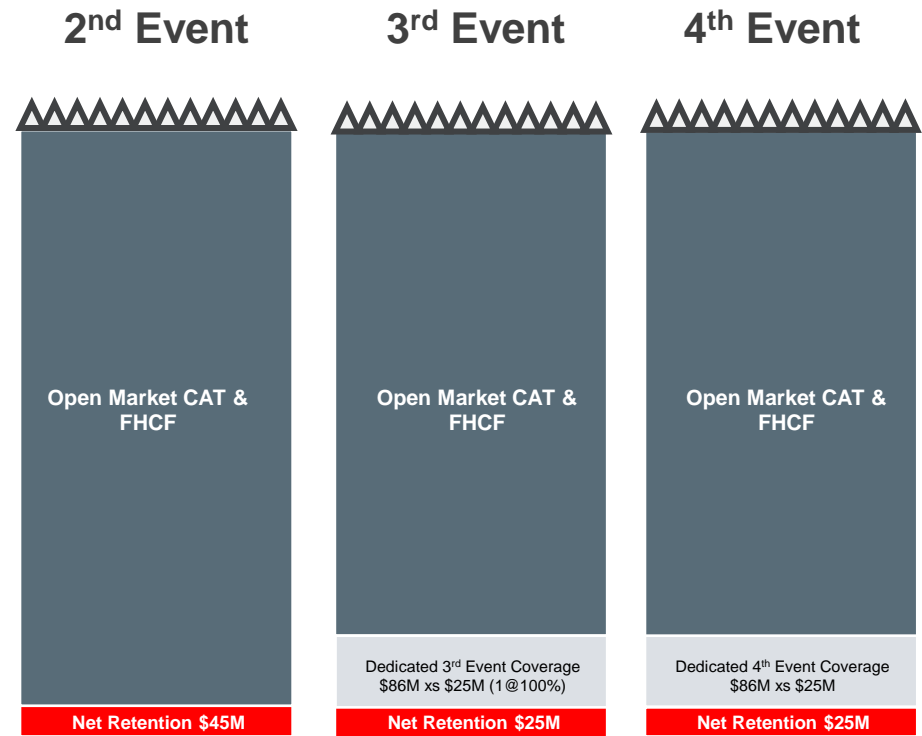 2nd Event
3rd Event
4th Event
Open Market CAT &
FHCF
Open Market CAT &
FHCF
Open Market CAT &
FHCF
Dedicated 3rd Event Coverage
$86M xs $25M (1@100%)
Dedicated 4th Event Coverage
$86M xs $25M
Net Retention $45M
Net Retention $25M
Net Retention $25M